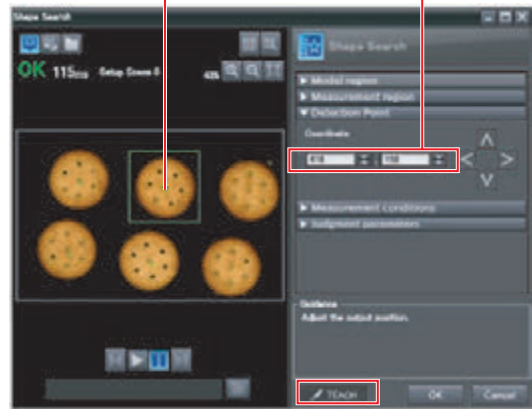 Shape Search
Shape Search
OK 115ms Setup Scene 0
Model region
Measurement region
Detection Point
Coordinate
Measurement conditions
Judgment parameters
Guidance
Adjust the output position.
TEACH
OK
Cancel